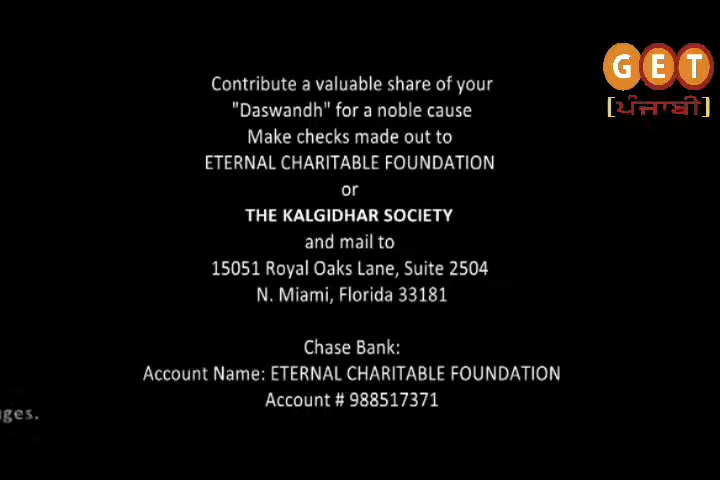 GET
[ਪੰਜਾਬੀ]
Contribute a valuable share of your
"Daswandh" for a noble cause
Make checks made out to
ETERNAL CHARITABLE FOUNDATION
or
THE KALGIDHAR SOCIETY
and mail to
15051 Royal Oaks Lane, Suite 2504
N. Miami, Florida 33181
Chase Bank:
Account Name: ETERNAL CHARITABLE FOUNDATION
Account # 988517371